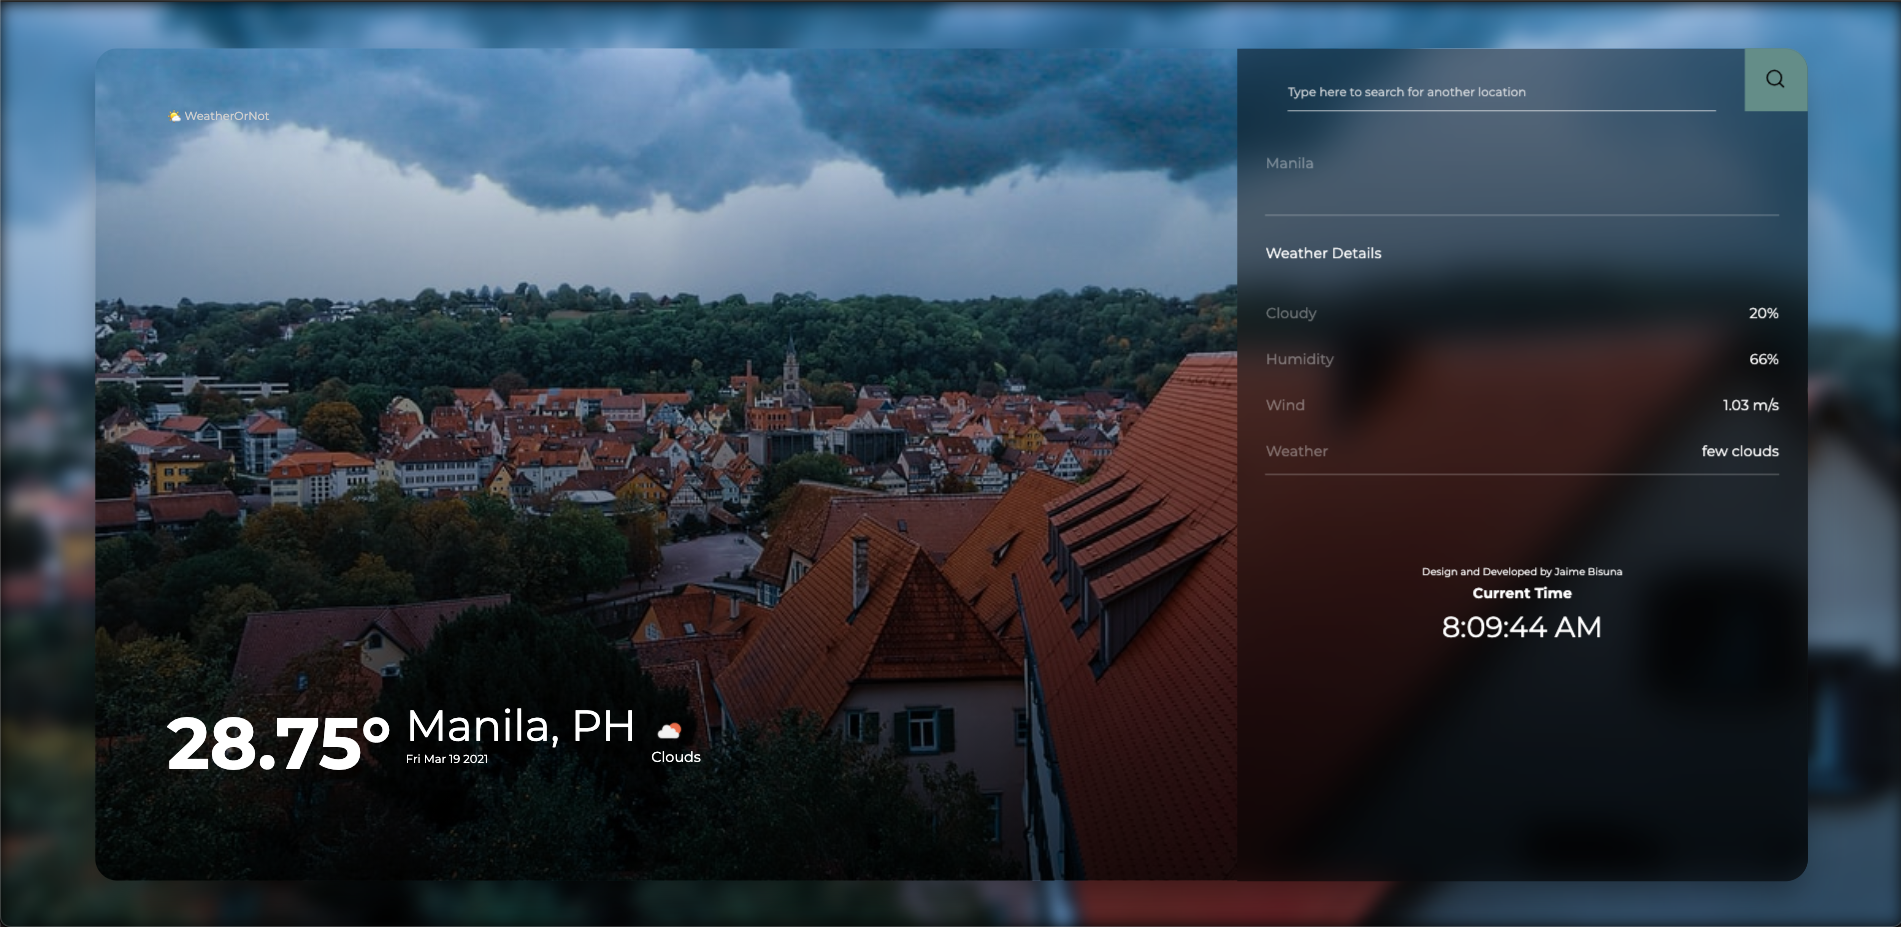 WeatherOrNot
28.75°
Manila, PH
Fri Mar 19 2021
Clouds
Type here to search for another location
Manila
Weather Details
Cloudy 20%
Humidity 66%
Wind 1.03 m/s
Weather few clouds
Design and Developed by Jaime Bisuna
Current Time
8:09:44 AM